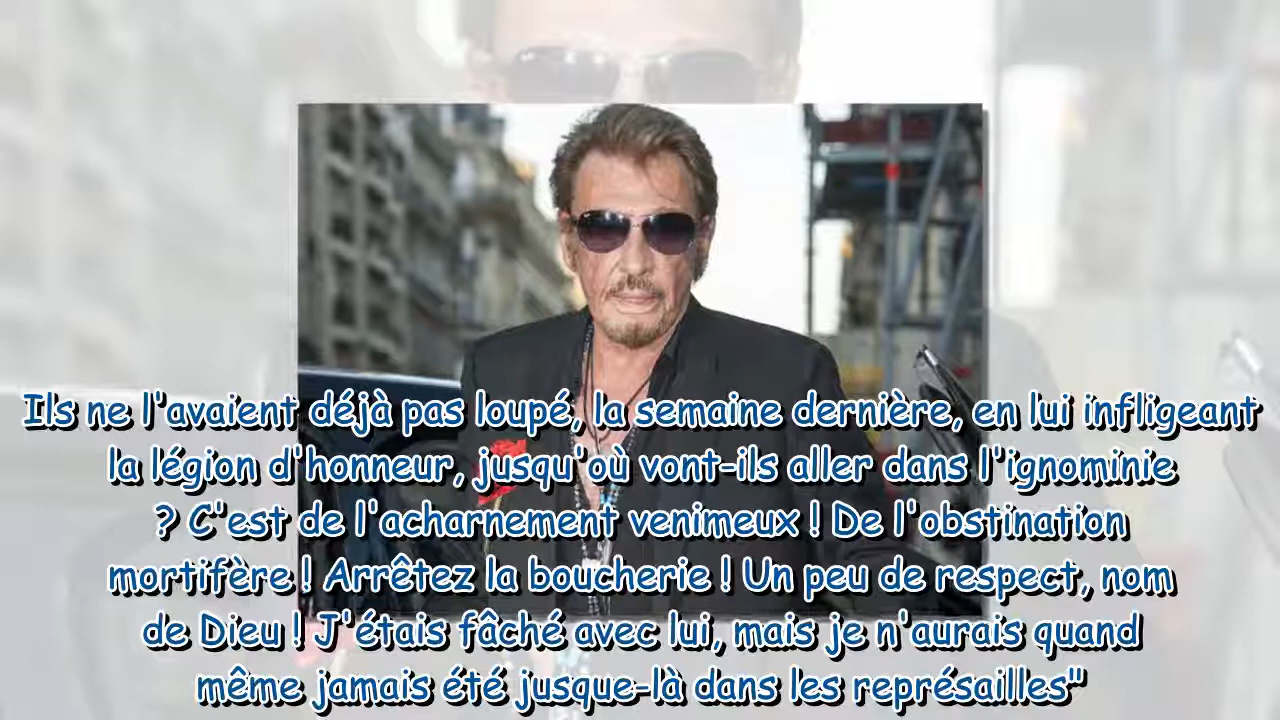 Ils ne l'avaient déjà pas loupé, la semaine dernière, en lui infligeant
la légion d'honneur, jusqu'où vont-ils aller dans l'ignominie
? C'est de l'acharnement venimeux ! De l'obstination
mortifère ! Arrêtez la boucherie ! Un peu de respect, nom
de Dieu ! J'étais fâché avec lui, mais je n'aurais quand
même jamais été jusque-là dans les représailles"